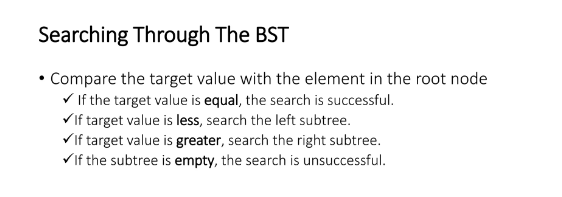 Searching Through The BST
• Compare the target value with the element in the root node
✓ If the target value is equal, the search is successful.
✓If target value is less, search the left subtree.
✓If target value is greater, search the right subtree.
✓If the subtree is empty, the search is unsuccessful.